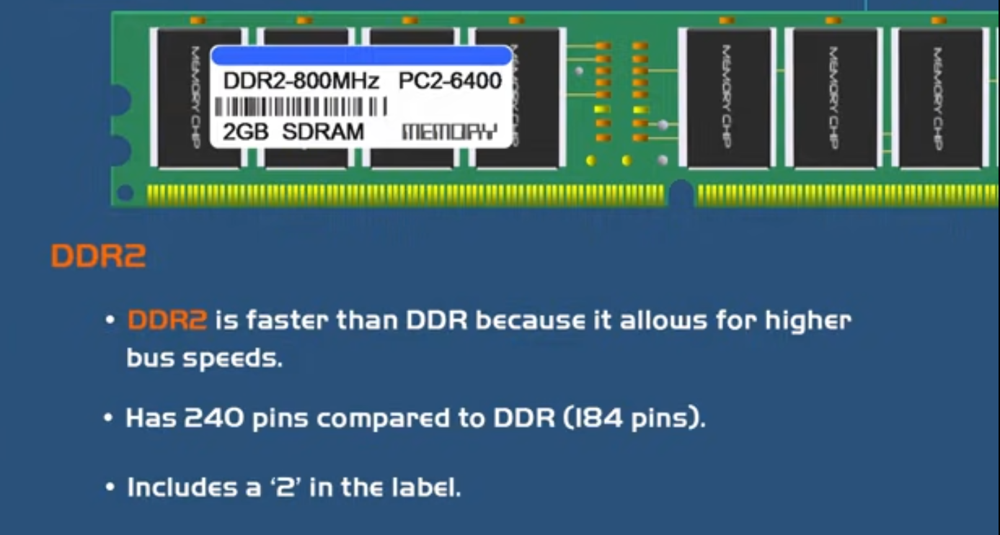 MEMORY CHIP
DDR2-800MHz PC2-6400
2GB SDRAM MEMORY
MEMORY CHIP
MEMORY CHIP
MEMORY CHIP
MEMORY CHIP
DDR2
• DDR2 is faster than DDR because it allows for higher
bus speeds.
• Has 240 pins compared to DDR (184 pins).
• Includes a ‘2’ in the label.